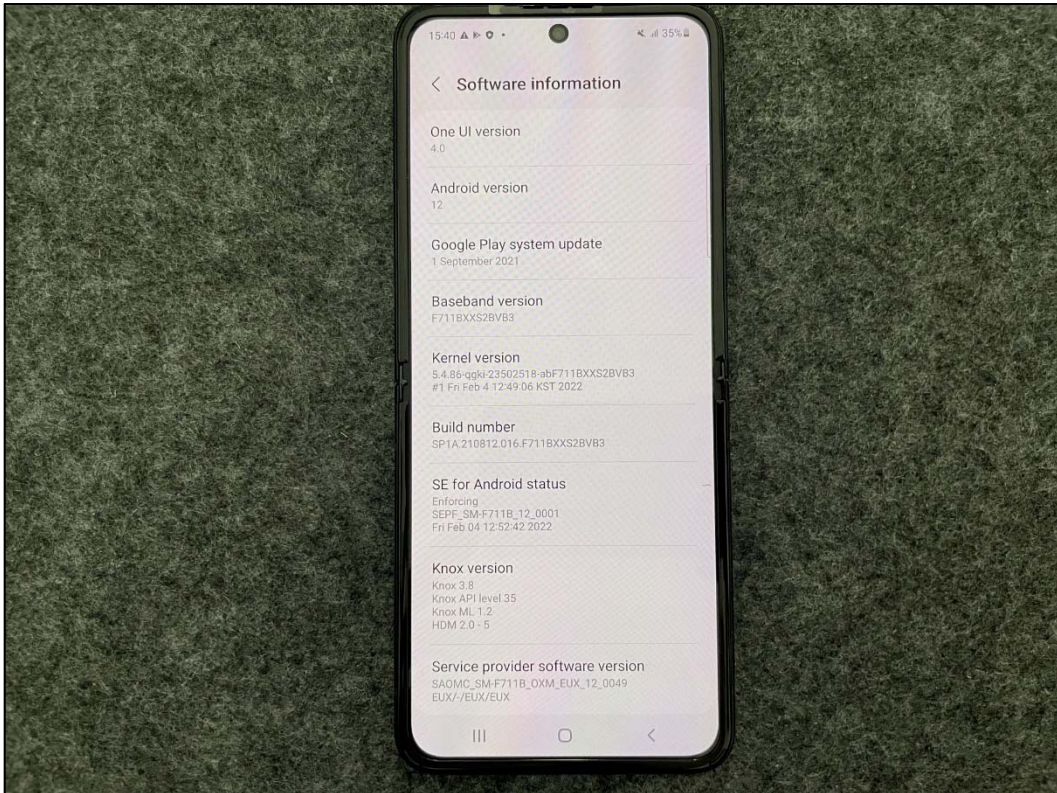 15:40
35%
Software information
One UI version
4.0
Android version
12
Google Play system update
1 September 2021
Baseband version
F711BXXS2BVB3
Kernel version
5.4.86-qgki-23502518-abF711BXXS2BVB3
#1 Fri Feb 4 12:49:06 KST 2022
Build number
SP1A.210812.016.F711BXXS2BVB3
SE for Android status
Enforcing
SEPF_SM-F711B_12_0001
Fri Feb 04 12:52:42 2022
Knox version
Knox 3.8
Knox API level 35
Knox ML 1.2
HDM 2.0 - 5
Service provider software version
SAOMC_SM-F711B_OXM_EUX_12_0049
EUX/-/EUX/EUX